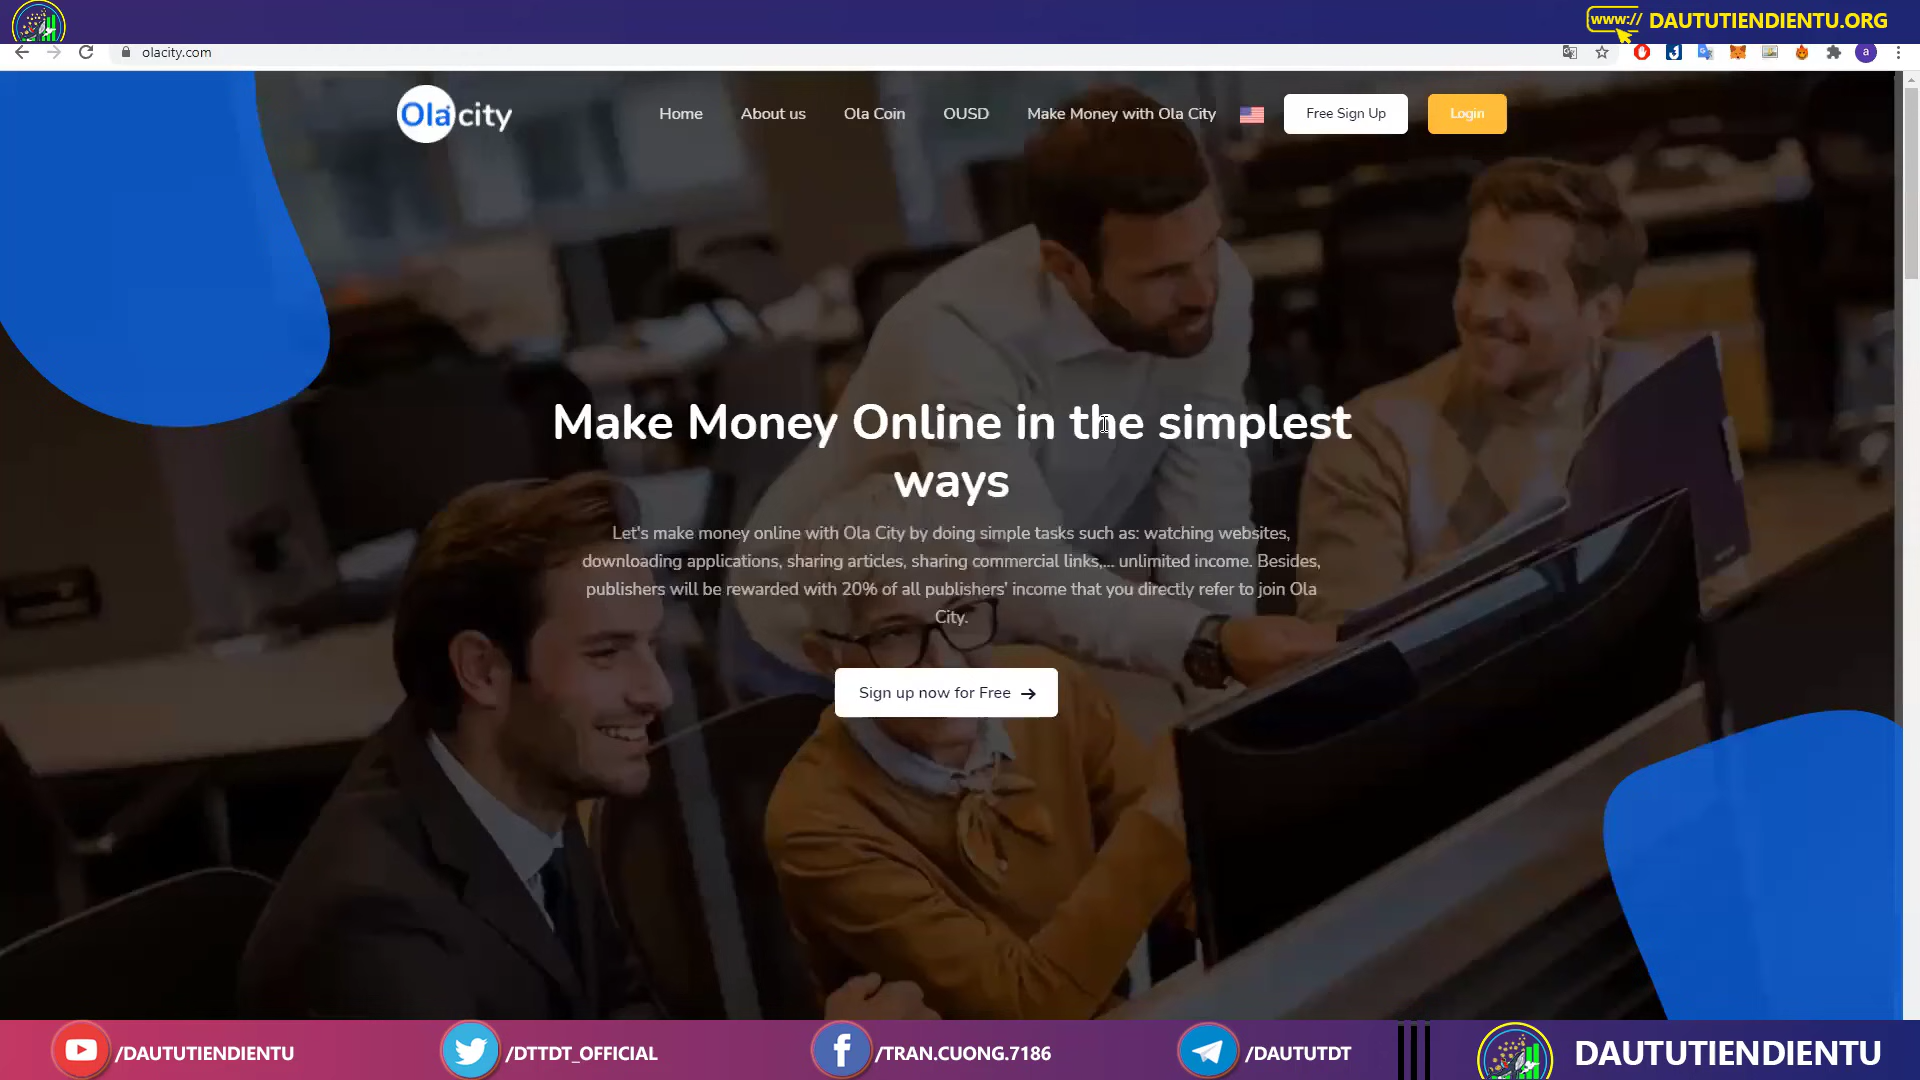 www:// DAUTUTIENDIENTU.ORG
olacity.com
Ola city
Home About us Ola Coin OUSD Make Money with Ola City Free Sign Up Login
Make Money Online in the simplest
ways
Let's make money online with Ola City by doing simple tasks such as: watching websites,
downloading applications, sharing articles, sharing commercial links,... unlimited income. Besides,
publishers will be rewarded with 20% of all publishers' income that you directly refer to join Ola
City.
Sign up now for Free →
/DAUTUTIENDIENTU /DTTDT_OFFICIAL /TRAN.CUONG.7186 /DAUTUTDT DAUTUTIENDIENTU